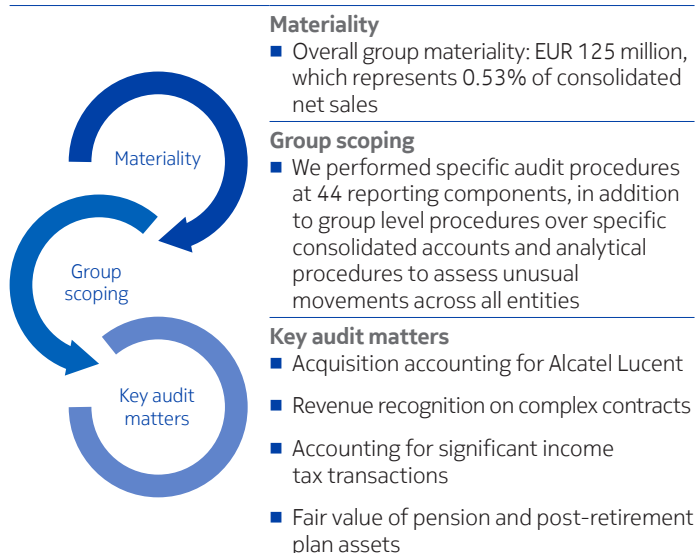 Materiality
Group
scoping
Key audit
matters
Materiality
■ Overall group materiality: EUR 125 million,
which represents 0.53% of consolidated
net sales
Group scoping
■ We performed specific audit procedures
at 44 reporting components, in addition
to group level procedures over specific
consolidated accounts and analytical
procedures to assess unusual
movements across all entities
Key audit matters
■ Acquisition accounting for Alcatel Lucent
■ Revenue recognition on complex contracts
■ Accounting for significant income
tax transactions
■ Fair value of pension and post-retirement
plan assets